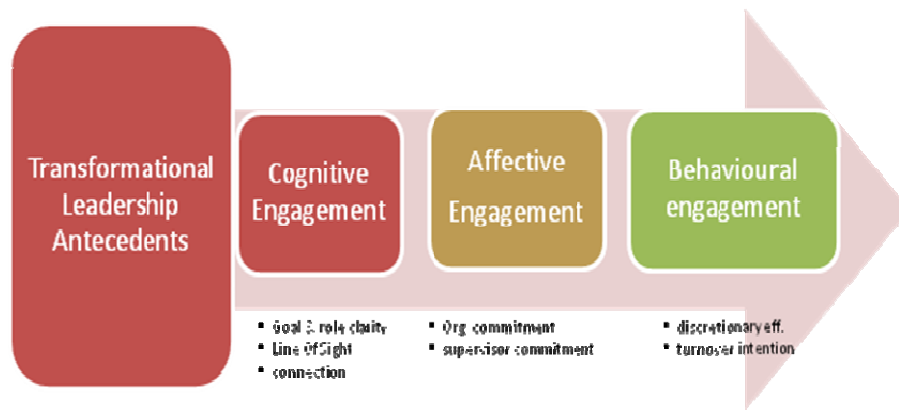 Transformational
Leadership
Antecedents
Cognitive
Engagement
Affective
Engagement
Behavioural
engagement
▪ Goal & role clarity
▪ Line Of Sight
▪ connection
▪ Org. commitment
▪ supervisor commitment
▪ discretionary eff.
▪ turnover intention